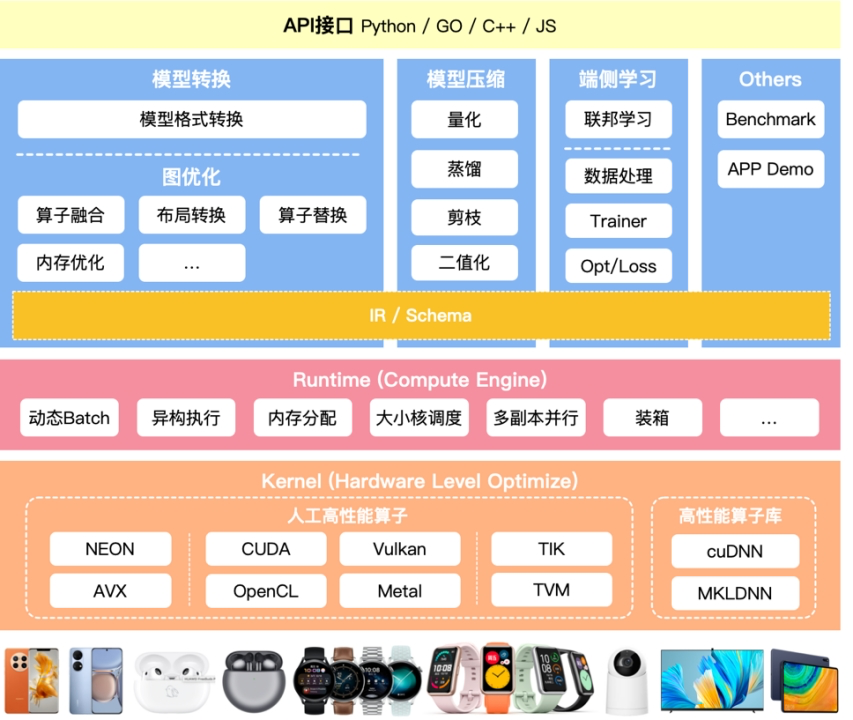 API接口 Python / GO / C++ / JS
模型转换
模型格式转换
图优化
算子融合 布局转换 算子替换
内存优化 ...
模型压缩
量化
蒸馏
剪枝
二值化
端侧学习
联邦学习
数据处理
Trainer
Opt/Loss
Others
Benchmark
APP Demo
IR / Schema
Runtime (Compute Engine)
动态Batch 异构执行 内存分配 大小核调度 多副本并行 装箱 ...
Kernel (Hardware Level Optimize)
人工高性能算子
NEON CUDA Vulkan TIK
AVX OpenCL Metal TVM
高性能算子库
cuDNN
MKLDNN